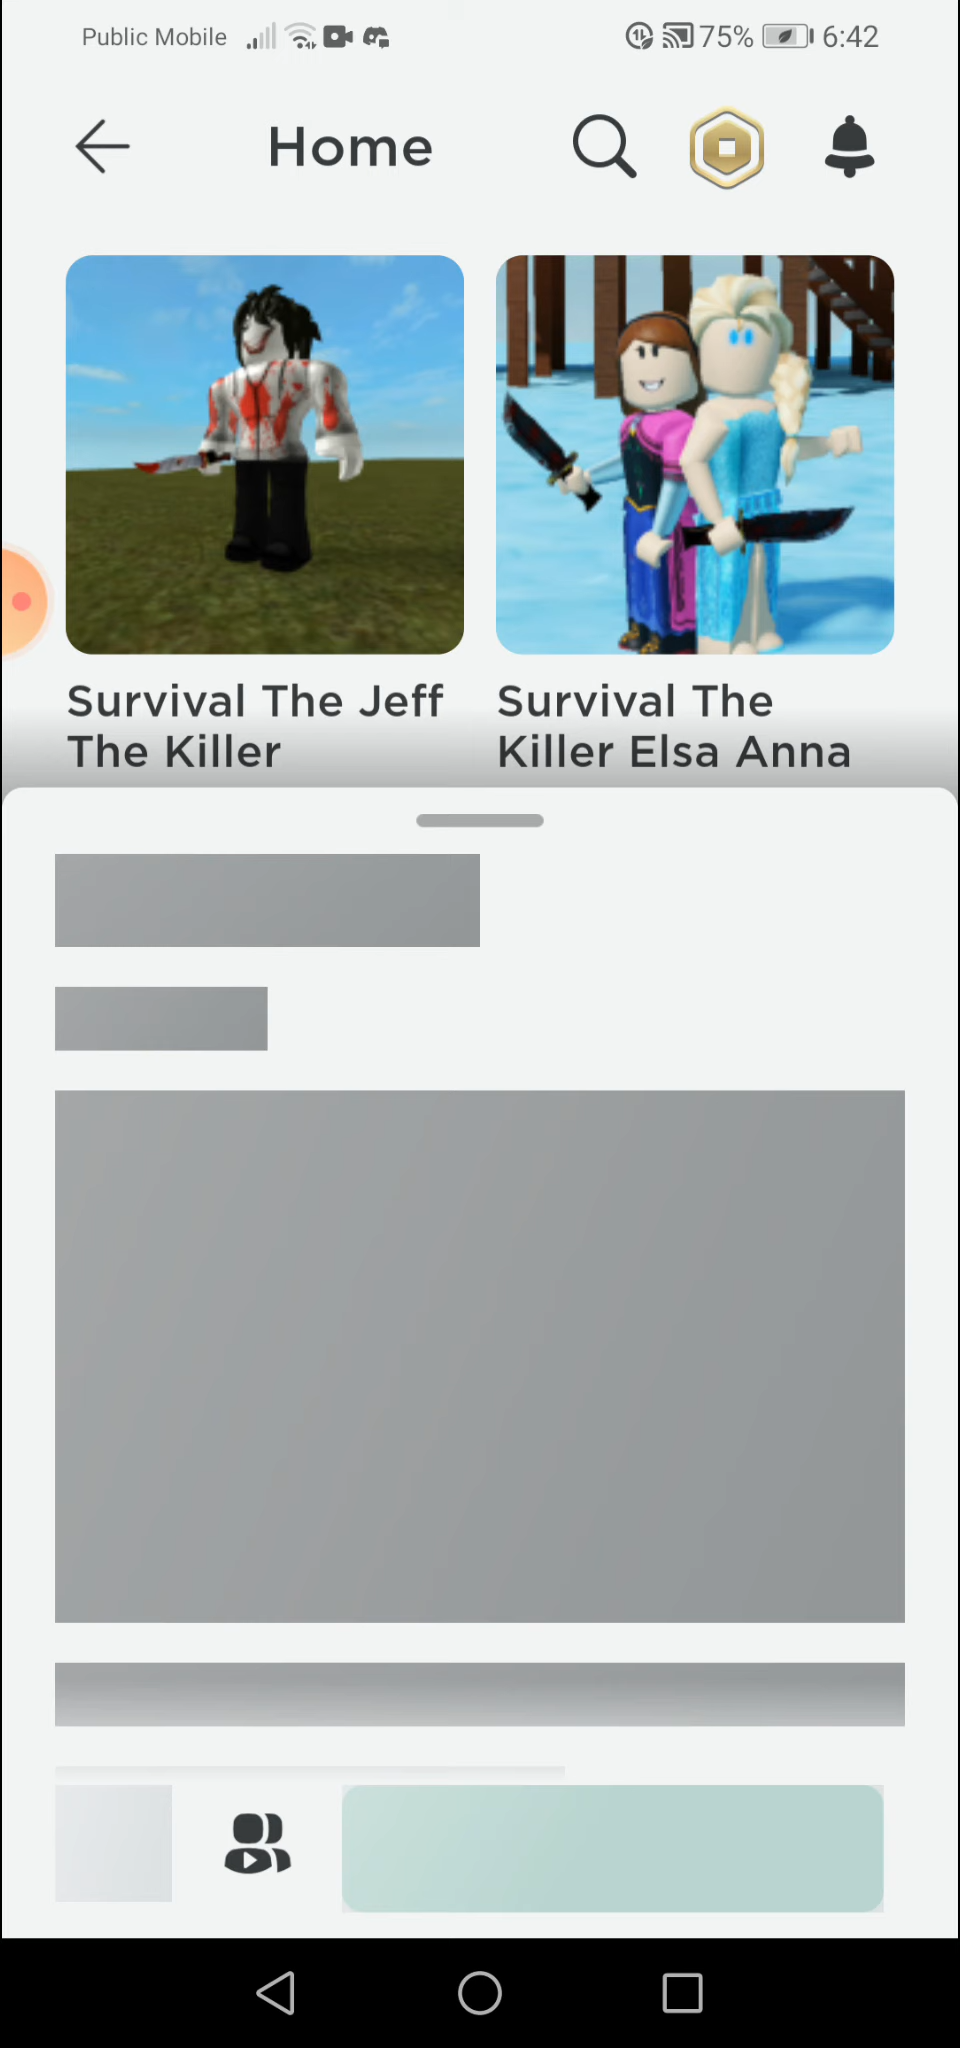 Public Mobile 75% 6:42
Home
Survival The Jeff
The Killer
Survival The
Killer Elsa Anna